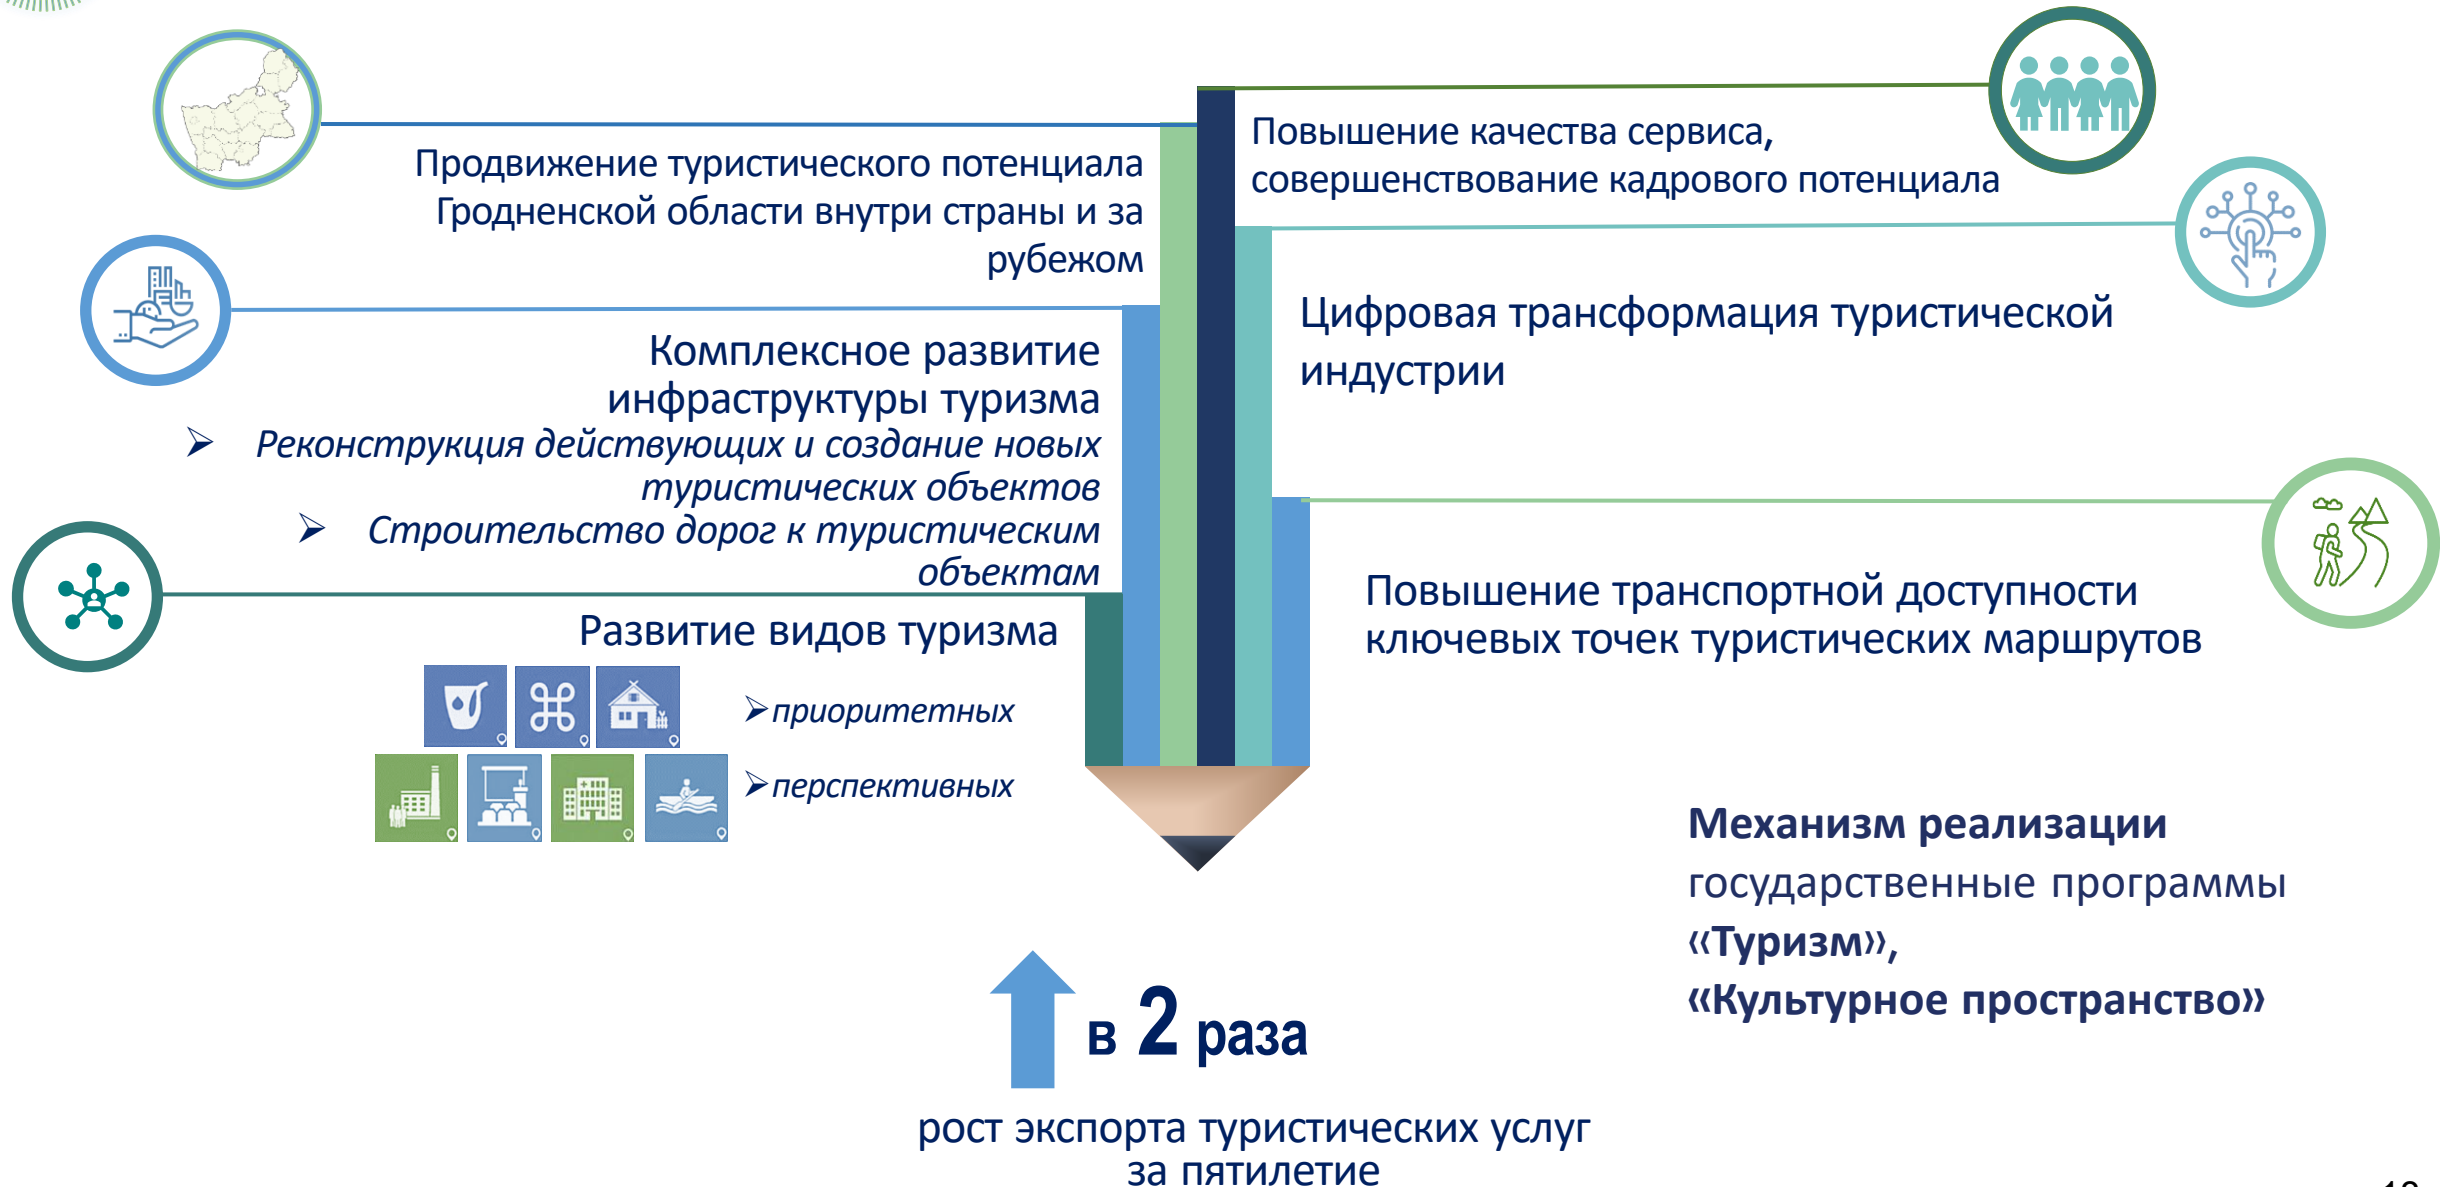 Продвижение туристического потенциала
Гродненской области внутри страны и за
рубежом
Комплексное развитие
инфраструктуры туризма
Реконструкция действующих и создание новых
туристических объектов
Строительство дорог к туристическим
объектам
Развитие видов туризма
приоритетных
перспективных
Повышение качества сервиса,
совершенствование кадрового потенциала
Цифровая трансформация туристической
индустрии
Повышение транспортной доступности
ключевых точек туристических маршрутов
Механизм реализации
государственные программы
«Туризм»,
«Культурное пространство»
в 2 раза
рост экспорта туристических услуг
за пятилетие